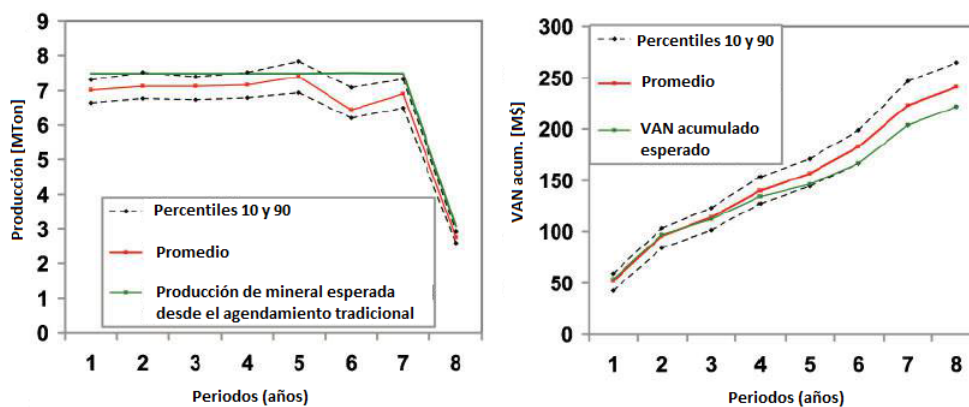 9
8
7
6
5
4
3
2
1
0
Producción [MTon]
Percentiles 10 y 90
Promedio
Producción de mineral esperada
desde el agendamiento tradicional
1 2 3 4 5 6 7 8
Periodos (años)
300
250
200
150
100
50
0
VAN acum. [M$]
Percentiles 10 y 90
Promedio
VAN acumulado
esperado
1 2 3 4 5 6 7 8
Periodos (años)